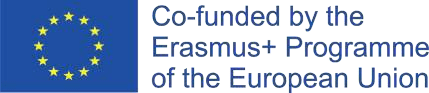 Co-funded by the
Erasmus+ Programme
of the European Union